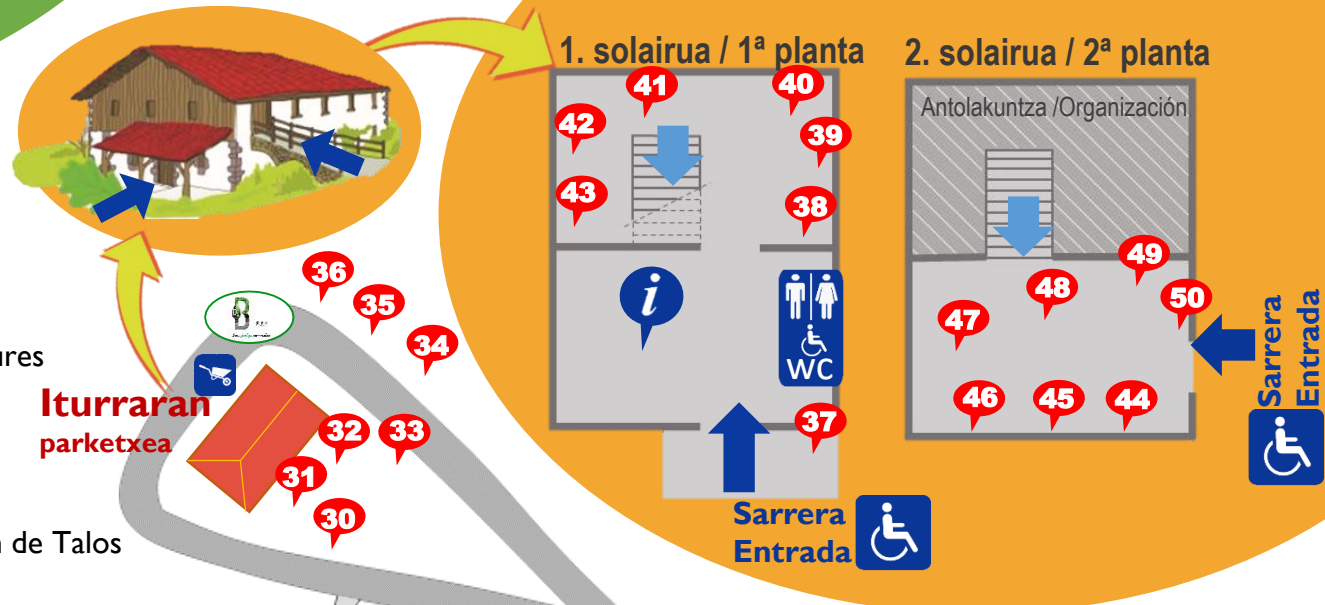 1. solairua / 1ª planta
41
40
42
39
43
38
i
WC
37
Sarrera
Entrada
2. solairua / 2ª planta
Antolakuntza /Organización
49
48
50
47
46
45
44
Sarrera
Entrada
36
35
34
ures
Iturraran
parketxea
32
33
31
30
n de Talos